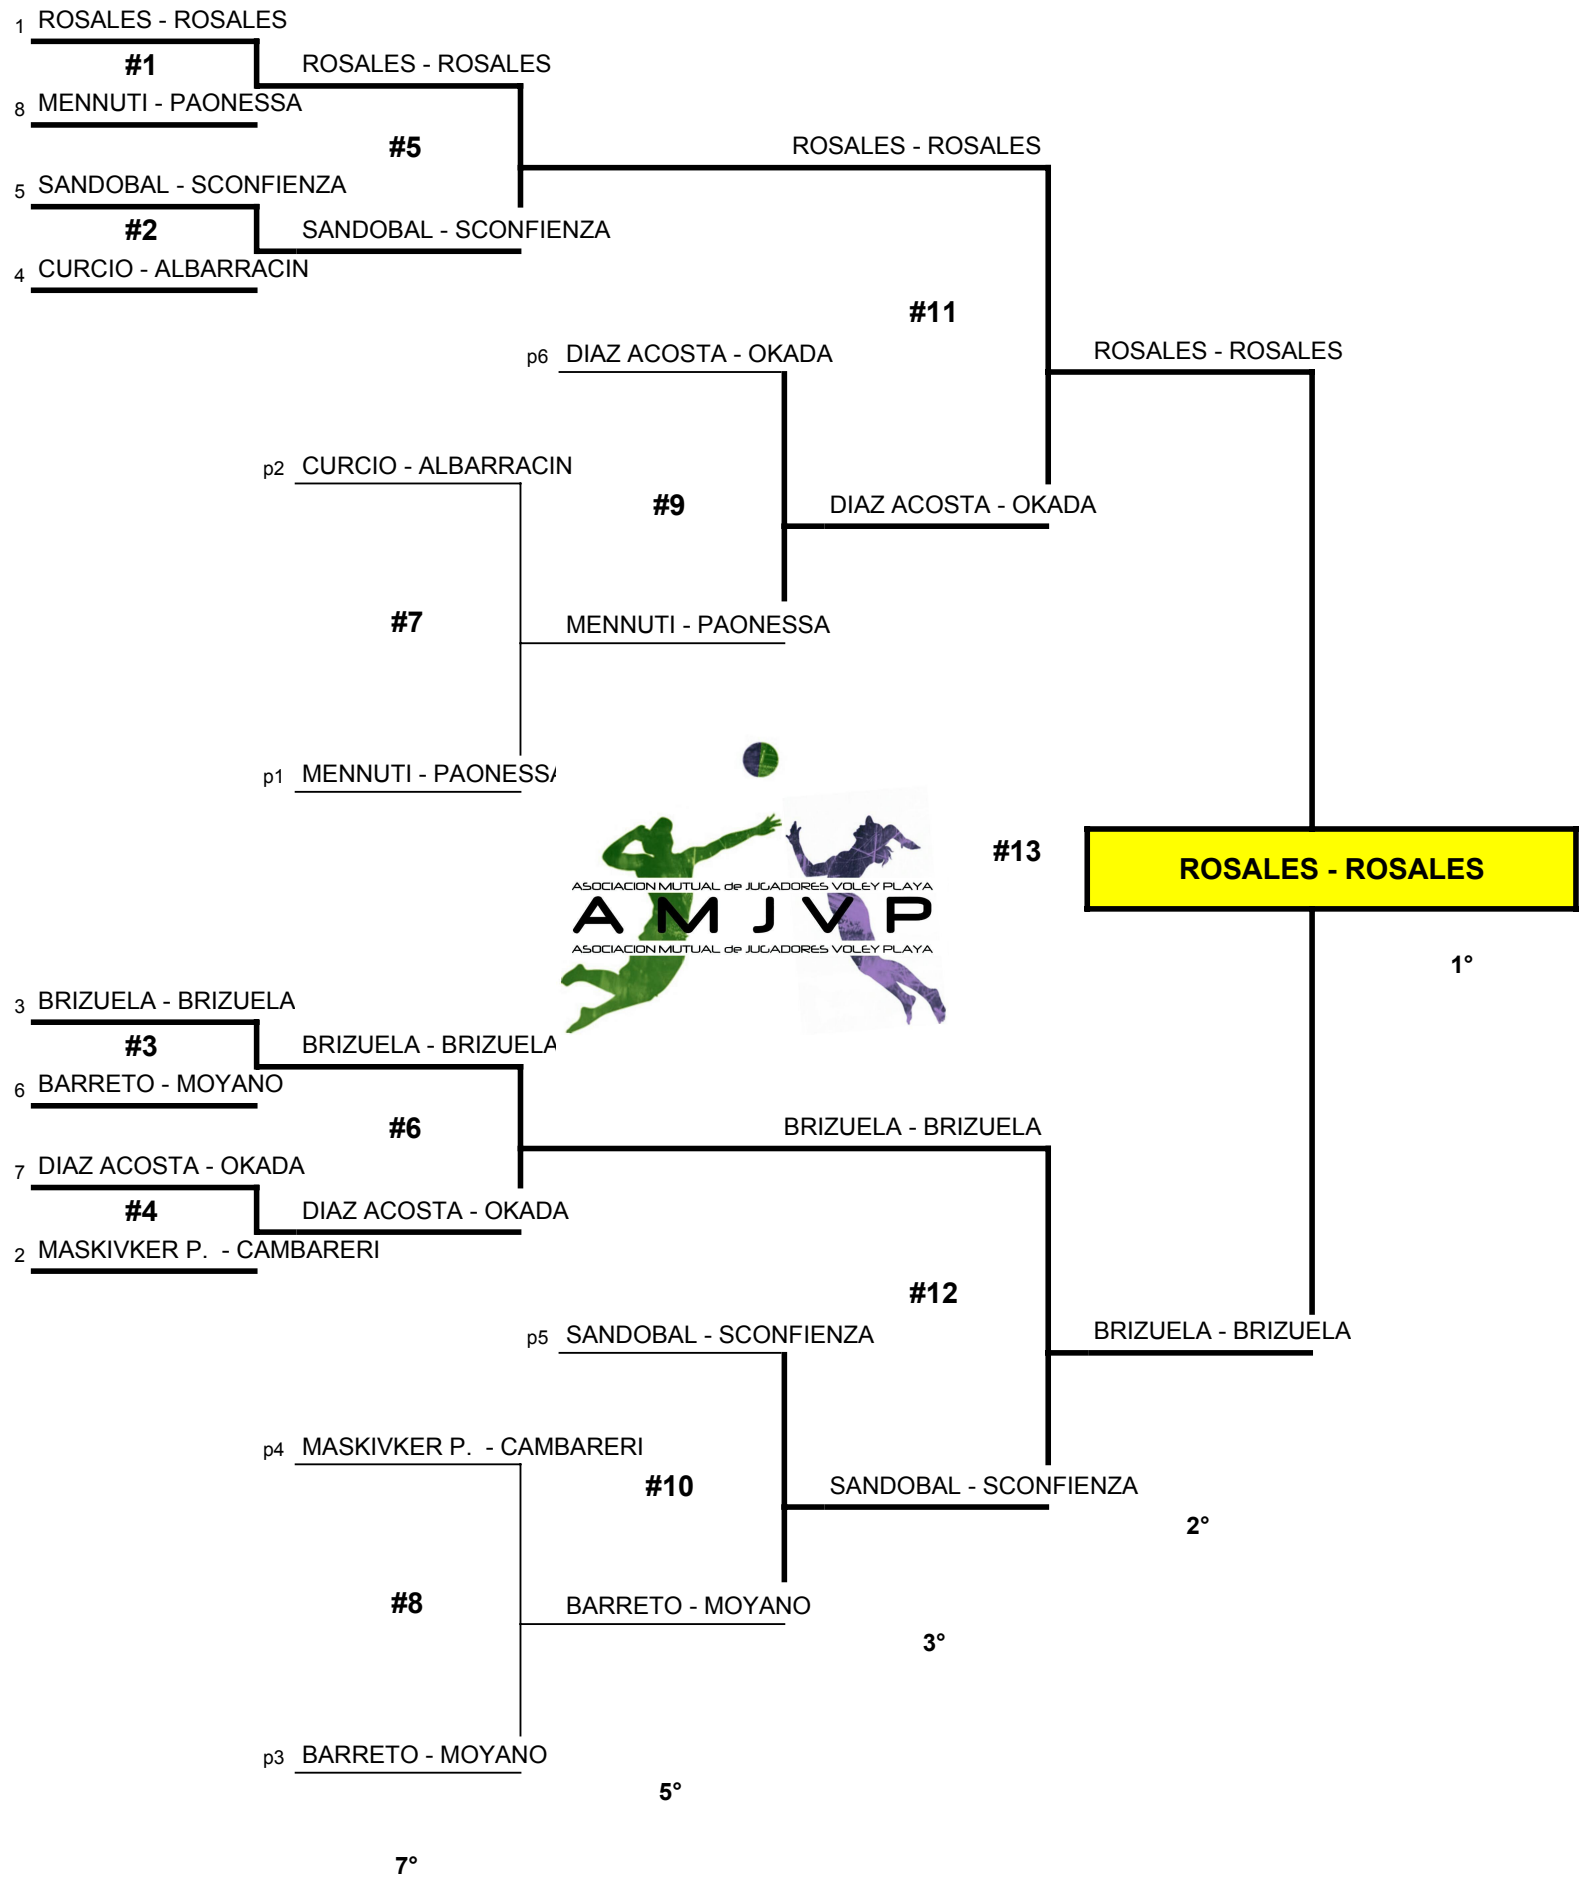 1 ROSALES - ROSALES
#1
ROSALES - ROSALES
8 MENNUTI - PAONESSA
#5
ROSALES - ROSALES
5 SANDOBAL - SCONFIENZA
#2
SANDOBAL - SCONFIENZA
4 CURCIO - ALBARRACIN
#11
p6 DIAZ ACOSTA - OKADA
ROSALES - ROSALES
p2 CURCIO - ALBARRACIN
#9
DIAZ ACOSTA - OKADA
#7
MENNUTI - PAONESSA
p1 MENNUTI - PAONESSA
#13
ROSALES - ROSALES
ASOCIACION MUTUAL de JUGADORES VOLEY PLAYA
AMJVP
ASOCIACION MUTUAL de JUGADORES VOLEY PLAYA
1°
3 BRIZUELA - BRIZUELA
#3
BRIZUELA - BRIZUELA
6 BARRETO - MOYANO
#6
BRIZUELA - BRIZUELA
7 DIAZ ACOSTA - OKADA
#4
DIAZ ACOSTA - OKADA
2 MASKIVKER P. - CAMBARERI
#12
p5 SANDOBAL - SCONFIENZA
BRIZUELA - BRIZUELA
p4 MASKIVKER P. - CAMBARERI
#10
SANDOBAL - SCONFIENZA
2°
#8
BARRETO - MOYANO
3°
p3 BARRETO - MOYANO
5°
7°